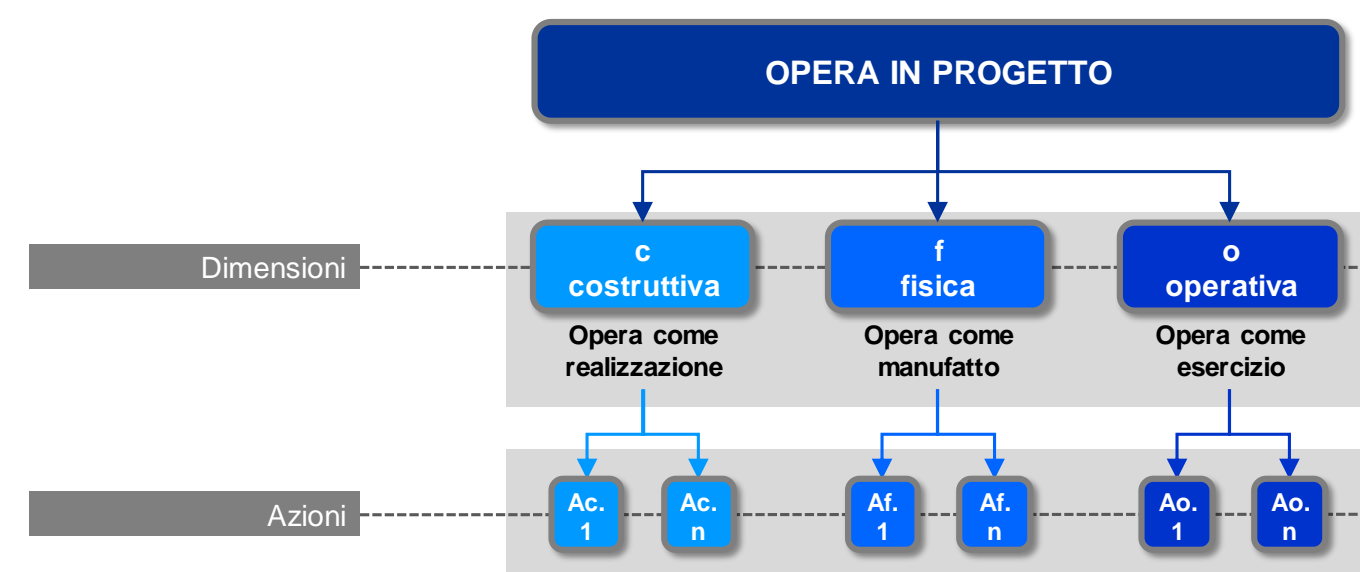 OPERA IN PROGETTO
Dimensioni
c
costruttiva
f
fisica
o
operativa
Opera come
realizzazione
Opera come
manufatto
Opera come
esercizio
Azioni
Ac.
1
Ac.
n
Af.
1
Af.
n
Ao.
1
Ao.
n